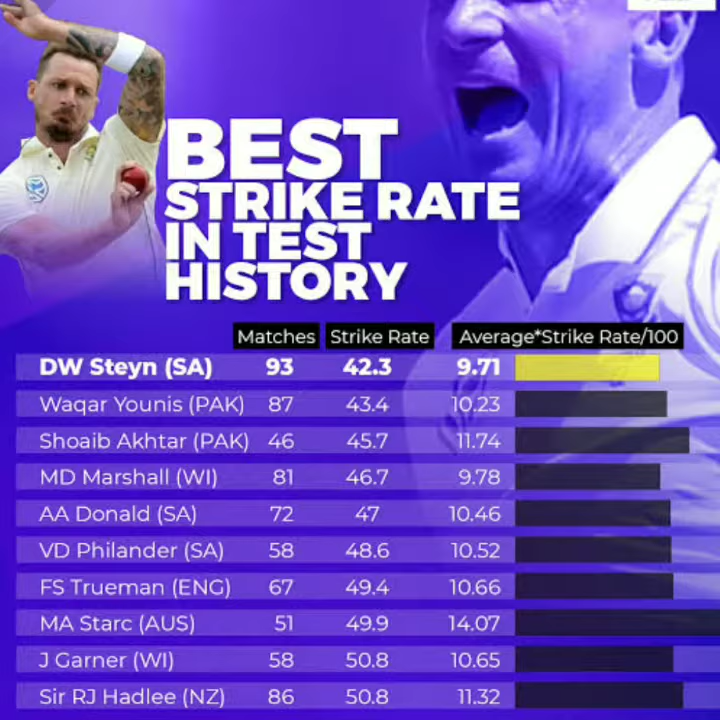 BEST
STRIKE RATE
IN TEST
HISTORY
Matches Strike Rate Average*Strike Rate/100
DW Steyn (SA) 93 42.3 9.71
Waqar Younis (PAK) 87 43.4 10.23
Shoaib Akhtar (PAK) 46 45.7 11.74
MD Marshall (WI) 81 46.7 9.78
AA Donald (SA) 72 47 10.46
VD Philander (SA) 58 48.6 10.52
FS Trueman (ENG) 67 49.4 10.66
MA Starc (AUS) 51 49.9 14.07
J Garner (WI) 58 50.8 10.65
Sir RJ Hadlee (NZ) 86 50.8 11.32